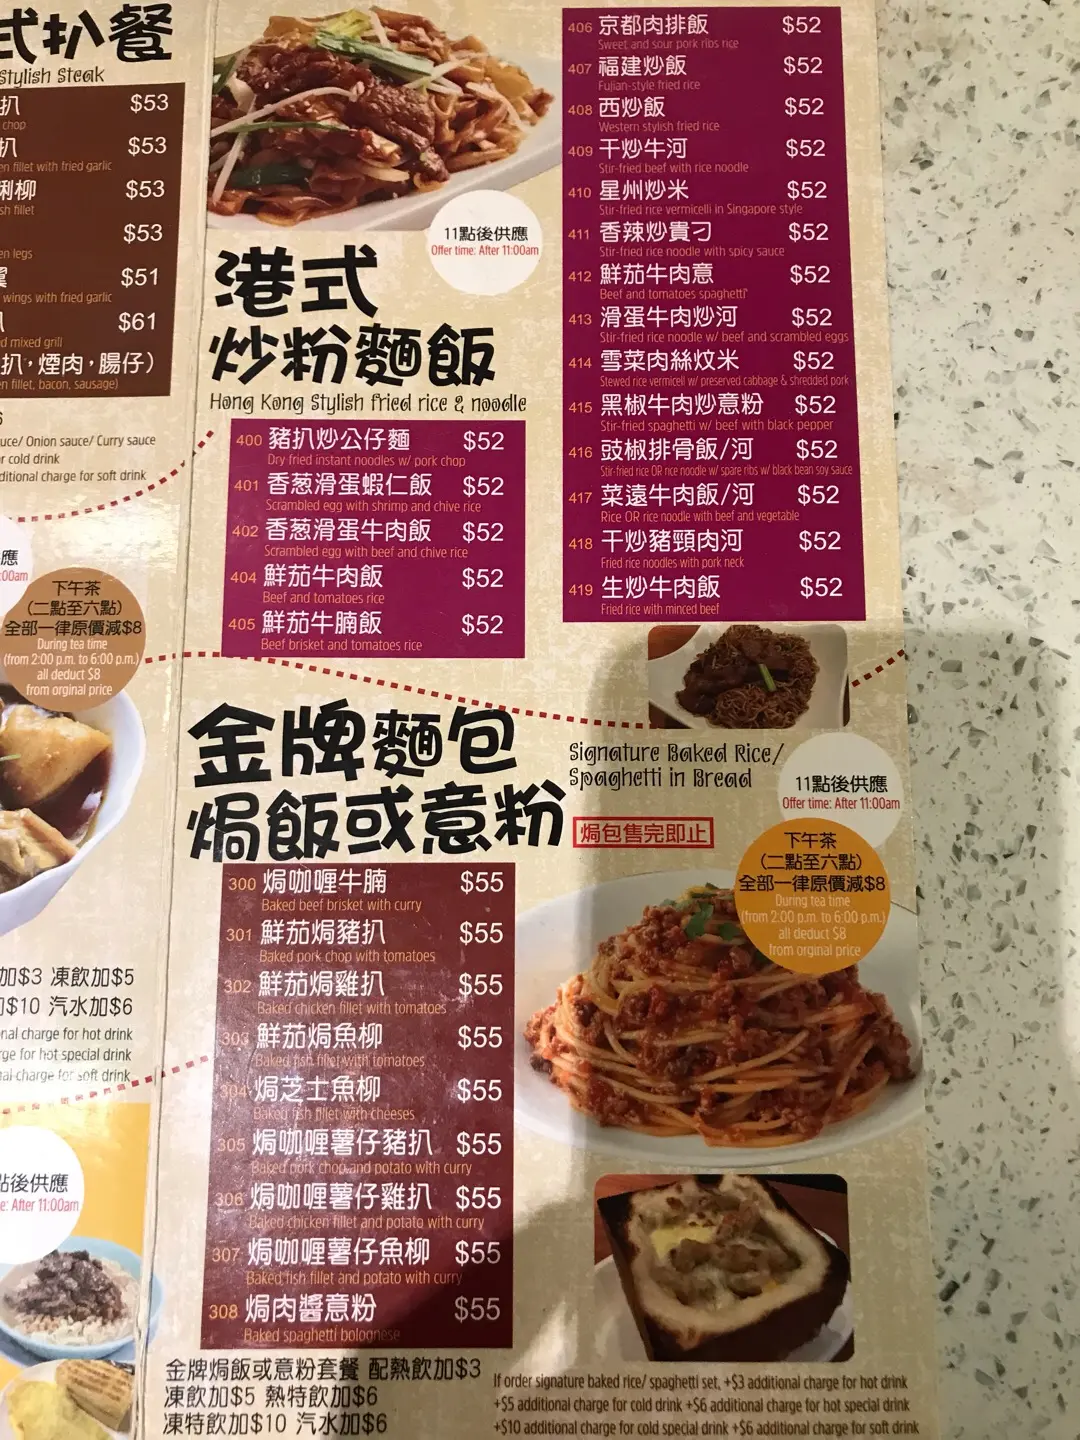 式扒餐
Stylish Steak
扒 $53
chop
扒 $53
fillet with fried garlic
柳 $53
fillet
$53
legs
翼 $51
wings with fried garlic
$61
mixed grill
扒，煙肉，腸仔）
fillet, bacon, sausage)
Onion sauce/ Curry sauce
cold drink
charge for soft drink
應
下午茶
（二點至六點）
全部一律原價減$8
During tea time
(from 2:00 p.m. to 6:00 p.m.)
all deduct $8
from orginal price
加$3 凍飲加$5
$10 汽水加$6
charge for hot drink
for hot special drink
charge for soft drink
點後供應
After 11:00am
11點後供應
Offer time: After 11:00am
港式
炒粉麵飯
Hong Kong Stylish fried rice & noodle
400 豬扒炒公仔麵 $52
Dry fried instant noodles w/ pork chop
401 香葱滑蛋蝦仁飯 $52
Scrambled egg with shrimp and chive rice
402 香葱滑蛋牛肉飯 $52
Scrambled egg with beef and chive rice
404 鮮茄牛肉飯 $52
Beef and tomatoes rice
405 鮮茄牛腩飯 $52
Beef brisket and tomatoes rice
406 京都肉排飯 $52
Sweet and sour pork ribs rice
407 福建炒飯 $52
Fujian-style fried rice
408 西炒飯 $52
Western stylish fried rice
409 干炒牛河 $52
Stir-fried beef with rice noodle
410 星州炒米 $52
Stir-fried rice vermicelli in Singapore style
411 香辣炒貴刁 $52
Stir-fried rice noodle with spicy sauce
412 鮮茄牛肉意 $52
Beef and tomatoes spaghetti
413 滑蛋牛肉炒河 $52
Stir-fried rice noodle w/ beef and scrambled eggs
414 雪菜肉絲炆米 $52
Stewed rice vermicell w/ preserved cabbage & shredded pork
415 黑椒牛肉炒意粉 $52
Stir-fried spaghetti w/ beef with black pepper
416 豉椒排骨飯/河 $52
Stir-fried rice OR rice noodle w/ spare ribs w/ black bean soy sauce
417 菜遠牛肉飯/河 $52
Rice OR rice noodle with beef and vegetable
418 干炒豬頸肉河 $52
Fried rice noodles with pork neck
419 生炒牛肉飯 $52
Fried rice with minced beef
金牌麵包
焗飯或意粉
Signature Baked Rice/
Spaghetti in Bread
焗包售完即止
11點後供應
Offer time: After 11:00am
下午茶
（二點至六點）
全部一律原價減$8
During tea time
(from 2:00 p.m. to 6:00 p.m.)
all deduct $8
from orginal price
300 焗咖喱牛腩 $55
Baked beef brisket with curry
301 鮮茄焗豬扒 $55
Baked pork chop with tomatoes
302 鮮茄焗雞扒 $55
Baked chicken fillet with tomatoes
303 鮮茄焗魚柳 $55
Baked fish fillet with tomatoes
304 焗芝士魚柳 $55
Baked fish fillet with cheeses
305 焗咖喱薯仔豬扒 $55
Baked pork chop and potato with curry
306 焗咖喱薯仔雞扒 $55
Baked chicken fillet and potato with curry
307 焗咖喱薯仔魚柳 $55
Baked fish fillet and potato with curry
308 焗肉醬意粉 $55
Baked spaghetti bolognese
金牌焗飯或意粉套餐 配熱飲加$3
凍飲加$5 熱特飲加$6
凍特飲加$10 汽水加$6
If order signature baked rice/ spaghetti set, +$3 additional charge for hot drink
+$5 additional charge for cold drink +$6 additional charge for hot special drink
+$10 additional charge for cold special drink +$6 additional charge for soft drink